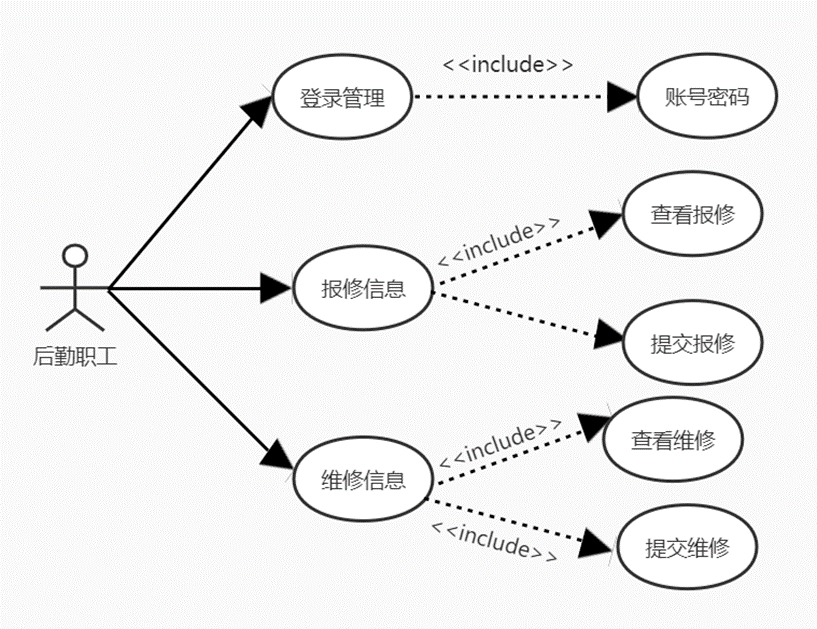 <<include>>
登录管理
账号密码
查看报修
<<include>>
报修信息
提交报修
后勤职工
<<include>>
查看维修
维修信息
<<include>>
提交维修